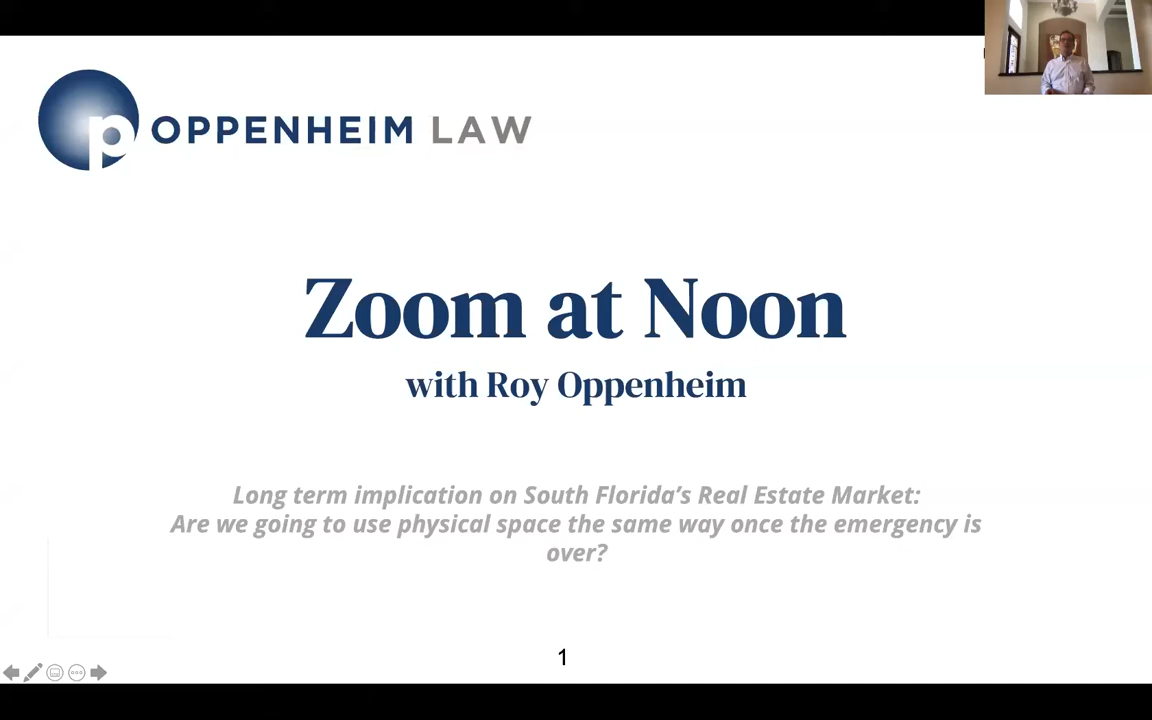 OPPENHEIM LAW
Zoom at Noon
with Roy Oppenheim
Long term implication on South Florida’s Real Estate Market:
Are we going to use physical space the same way once the emergency is
over?
1